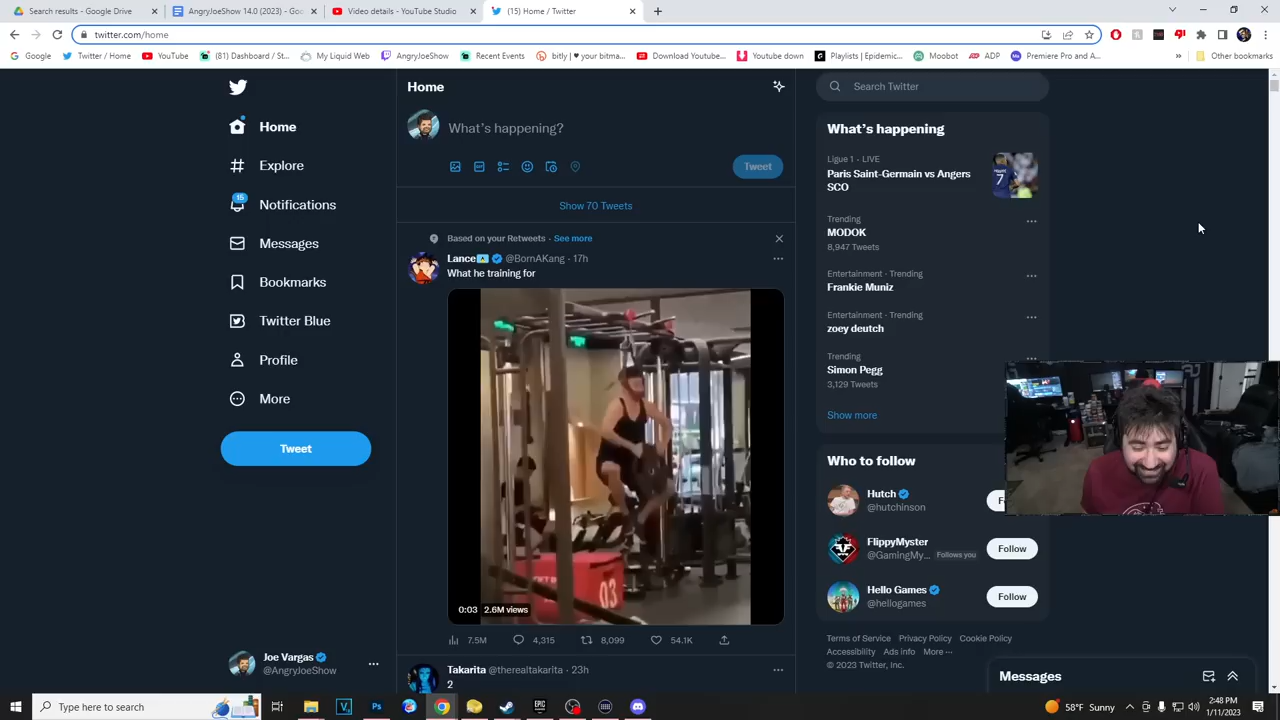 Search results - Google Drive
AngryJoeShow 14.0 (2023) - Goo
Video details - YouTube Studio
(15) Home / Twitter
twitter.com/home
Google
Twitter / Home
YouTube
(81) Dashboard / St...
My Liquid Web
AngryJoeShow
Recent Events
bitly | ♥ your bitma...
Download Youtube...
Youtube down
Playlists | Epidemic...
Moobot
ADP
Premiere Pro and A...
»
Other bookmarks
Home
Explore
15
Notifications
Messages
Bookmarks
Twitter Blue
Profile
More
Tweet
Joe Vargas
@AngryJoeShow
Home
What's happening?
GIF
Tweet
Show 70 Tweets
Based on your Retweets · See more
Lance @BornAKang · 17h
What he training for
03
0:03 2.6M views
7.5M 4,315 8,099 54.1K
Takarita @therealtakarita · 23h
2
Search Twitter
What's happening
Ligue 1 · LIVE
Paris Saint-Germain vs Angers
SCO
7
Trending
MODOK
8,947 Tweets
Entertainment · Trending
Frankie Muniz
Entertainment · Trending
zoey deutch
Trending
Simon Pegg
3,129 Tweets
Show more
Who to follow
Hutch
@hutchinson
FlippyMyster
@GamingMy... Follows you
Follow
Hello Games
@hellogames
Follow
Terms of Service Privacy Policy Cookie Policy
Accessibility Ads info More ···
© 2023 Twitter, Inc.
Messages
Type here to search
EPIC
58°F Sunny
2:48 PM
1/11/2023